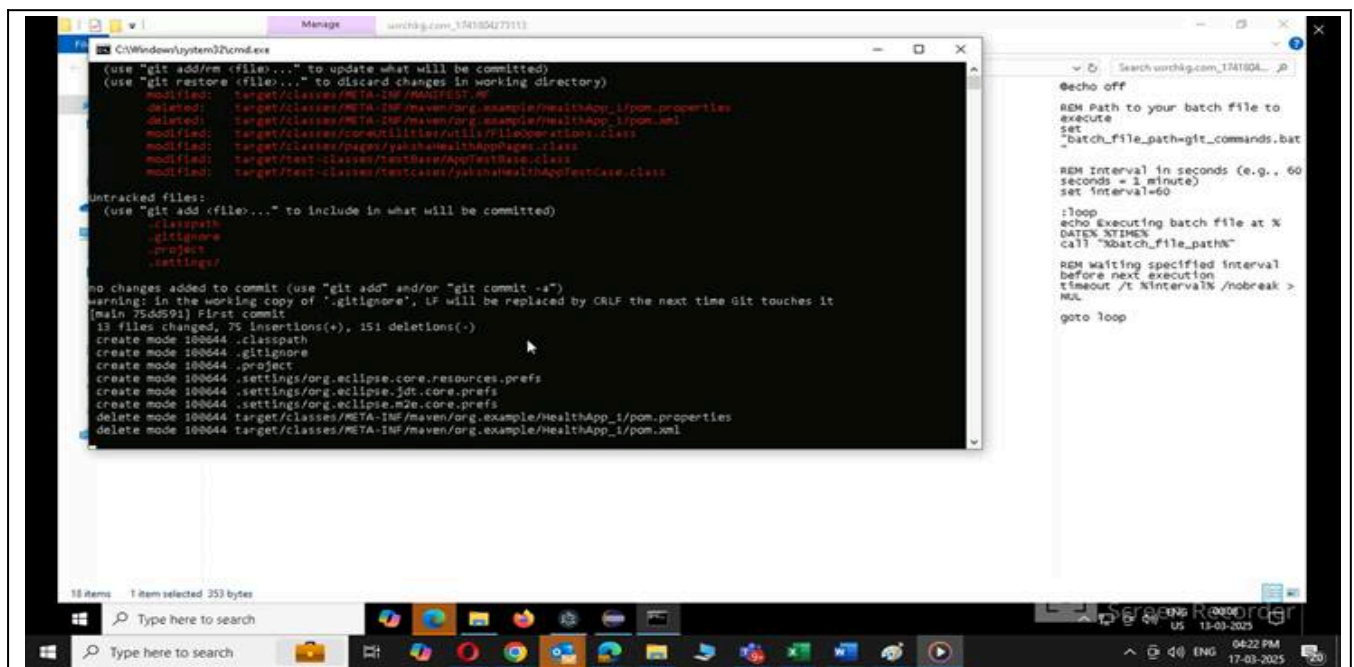 Manage
C:\Windows\system32\cmd.exe
(use "git add/rm <file>..." to update what will be committed)
(use "git restore <file>..." to discard changes in working directory)
modified: target/classes/META-INF/MANIFEST.MF
deleted: target/classes/META-INF/maven/org.example/HealthApp_1/pom.properties
deleted: target/classes/META-INF/maven/org.example/HealthApp_1/pom.xml
modified: target/classes/coreUtilities/utils/FileOperations.class
modified: target/classes/pages/yakshaHealthAppPages.class
modified: target/test-classes/testBase/AppTestBase.class
modified: target/test-classes/testcases/yakshaHealthAppTestCase.class
Untracked files:
(use "git add <file>..." to include in what will be committed)
.classpath
.gitignore
.project
.settings/
no changes added to commit (use "git add" and/or "git commit -a")
warning: in the working copy of '.gitignore', LF will be replaced by CRLF the next time Git touches it
[main 75dd591] First commit
13 files changed, 75 insertions(+), 151 deletions(-)
create mode 100644 .classpath
create mode 100644 .gitignore
create mode 100644 .project
create mode 100644 .settings/org.eclipse.core.resources.prefs
create mode 100644 .settings/org.eclipse.jdt.core.prefs
create mode 100644 .settings/org.eclipse.m2e.core.prefs
delete mode 100644 target/classes/META-INF/maven/org.example/HealthApp_1/pom.properties
delete mode 100644 target/classes/META-INF/maven/org.example/HealthApp_1/pom.xml
@echo off
REM Path to your batch file to
execute
set
"batch_file_path=git_commands.bat
"
REM Interval in seconds (e.g., 60
seconds = 1 minute)
set interval=60
:loop
echo Executing batch file at %
DATE% %TIME%
call "%batch_file_path%"
REM Waiting specified interval
before next execution
timeout /t %interval% /nobreak >
NUL
goto loop
18 items 1 item selected 353 bytes
Type here to search
Screen Recorder
ENG
US
13-03-2025
Type here to search
ENG
04:22 PM
17-03-2025